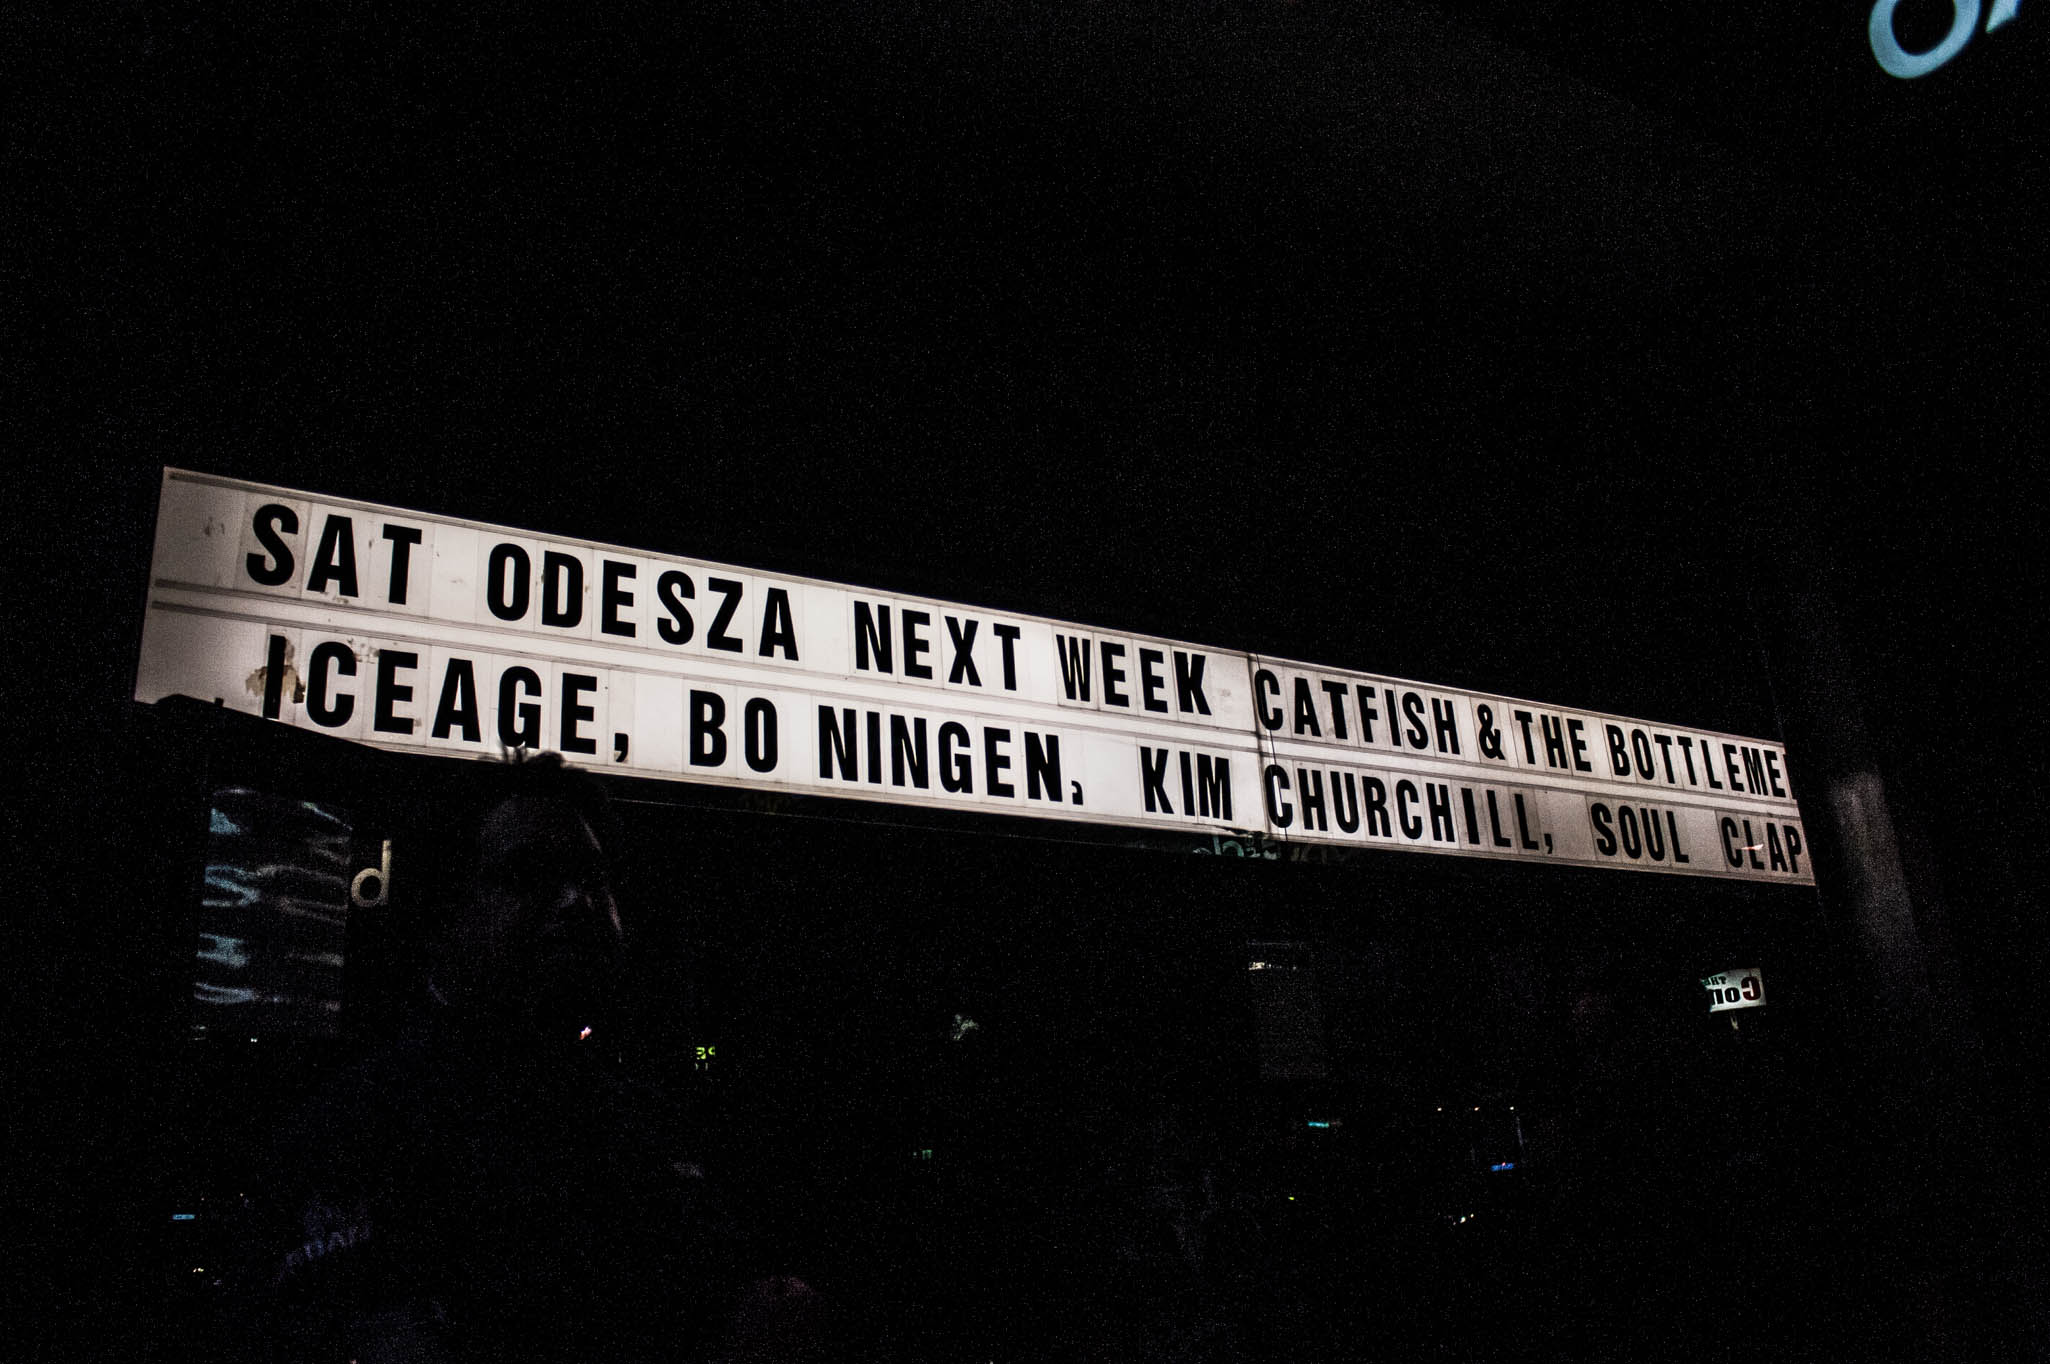 SAT ODESZA NEXT WEEK CATFISH & THE BOTTLEME
ICEAGE, BO NINGEN, KIM CHURCHILL, SOUL CLAP
d